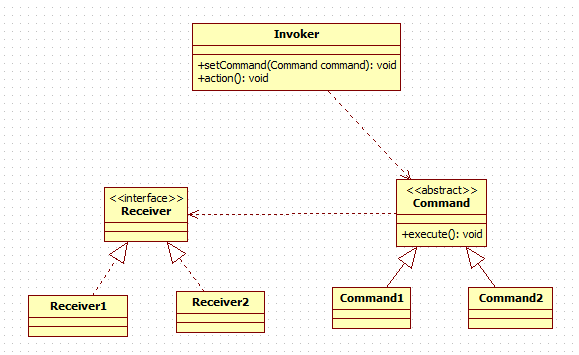 Invoker
+setCommand(Command command): void
+action(): void
<<interface>>
Receiver
<<abstract>>
Command
+execute(): void
Receiver1
Receiver2
Command1
Command2